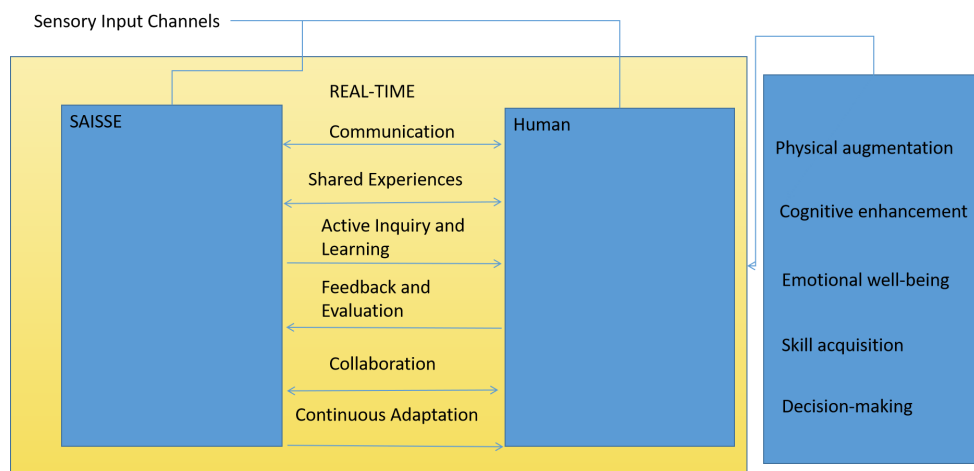 Sensory Input Channels
REAL-TIME
SAISSE
Human
Communication
Shared Experiences
Active Inquiry and
Learning
Feedback and
Evaluation
Collaboration
Continuous Adaptation
Physical augmentation
Cognitive enhancement
Emotional well-being
Skill acquisition
Decision-making